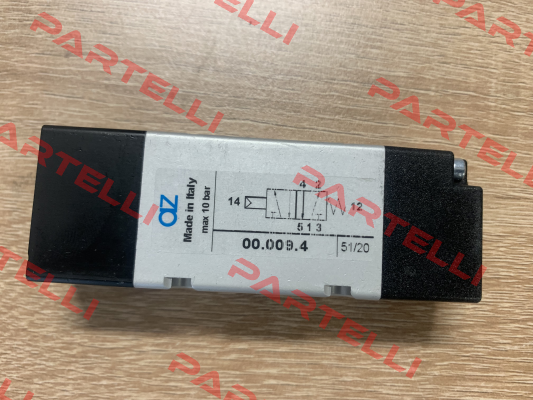 PARTELLI
PARTELLI
PARTELLI
PARTELLI
PARTELLI
PARTELLI
az
Made in Italy
max 10 bar
4 2
14
12
5 1 3
00.009.4
51/20